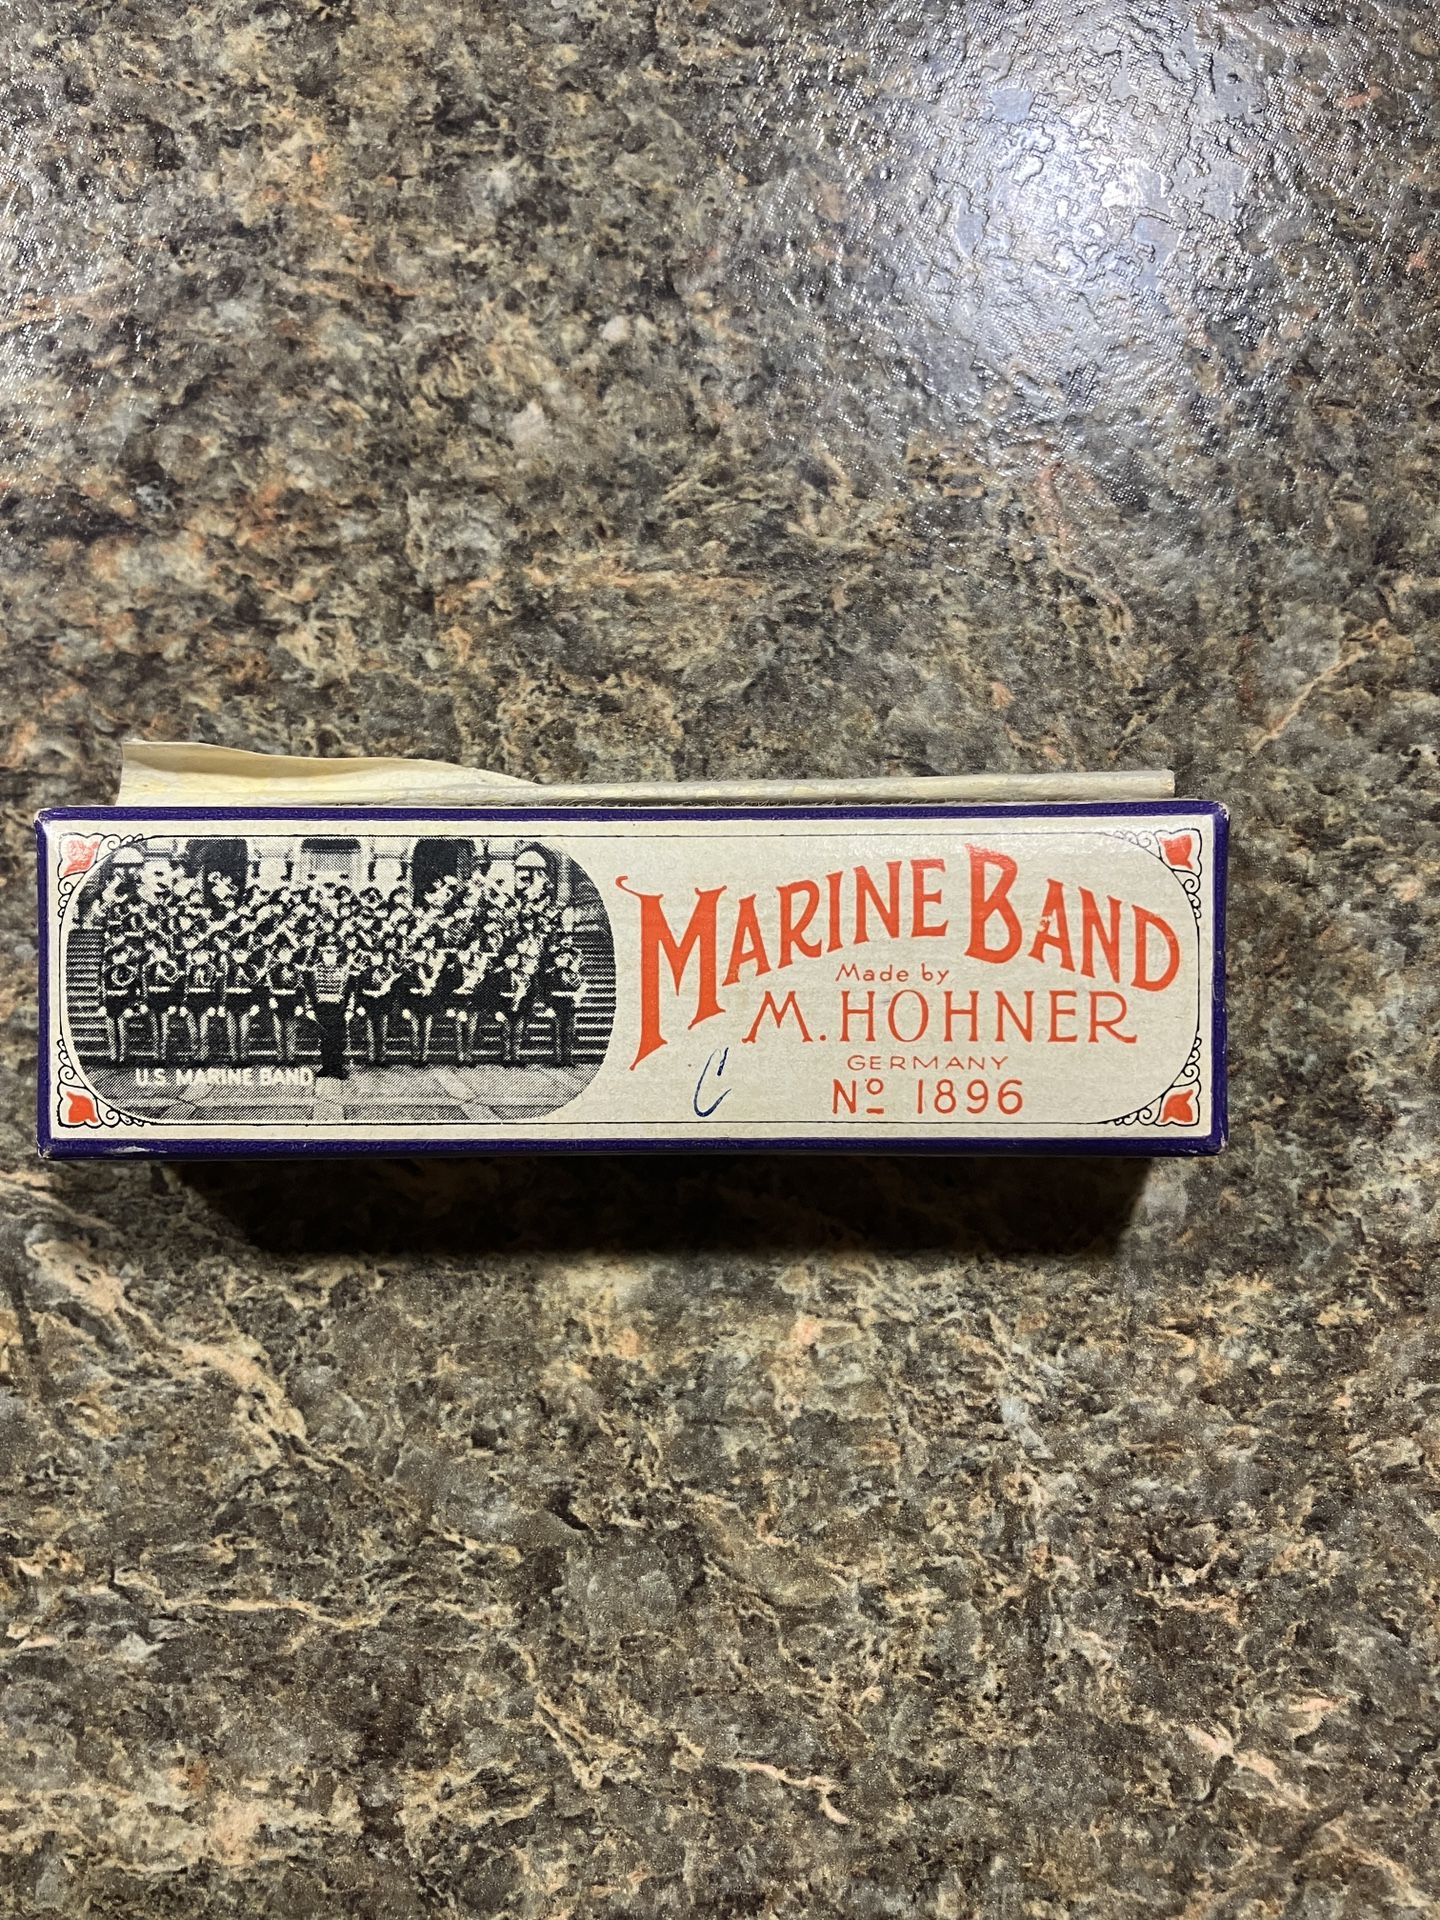 U.S. MARINE BAND
MARINE BAND
Made by
M. HOHNER
GERMANY
C
Nº 1896